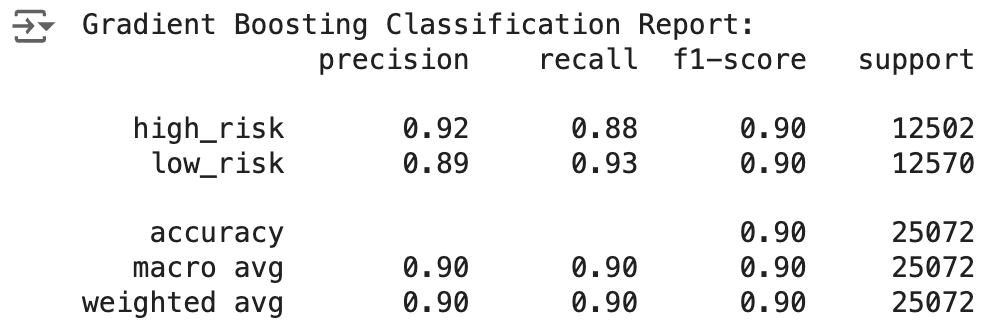 Gradient Boosting Classification Report:
precision recall f1-score support
high_risk 0.92 0.88 0.90 12502
low_risk 0.89 0.93 0.90 12570
accuracy 0.90 25072
macro avg 0.90 0.90 0.90 25072
weighted avg 0.90 0.90 0.90 25072